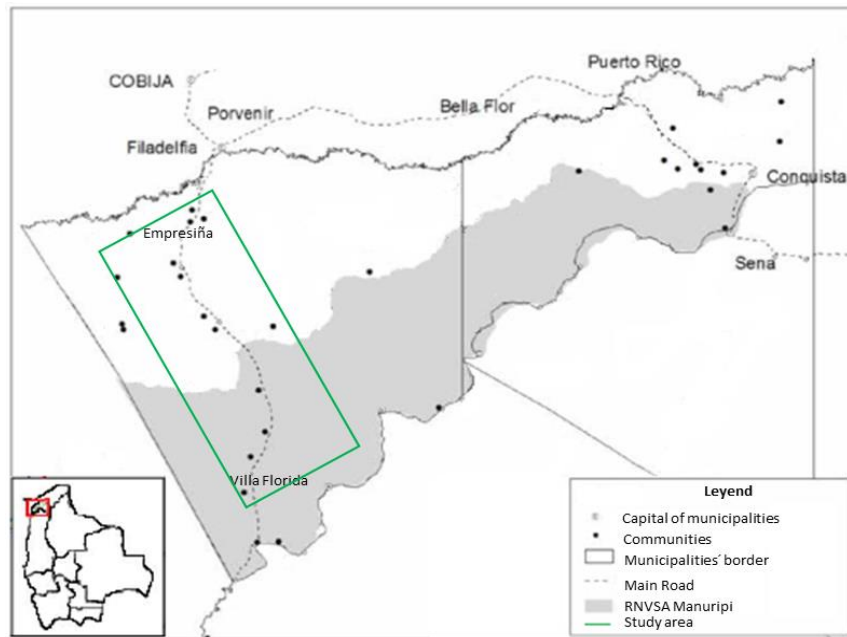 Puerto Rico
COBIJA
Bella Flor
Porvenir
Filadelfia
Conquista
Empresiña
Sena
Villa Florida
Leyend
Capital of municipalities
Communities
Municipalities´ border
Main Road
RNVSA Manuripi
Study area